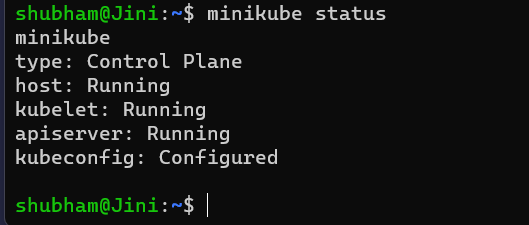 shubham@Jini:~$ minikube status
minikube
type: Control Plane
host: Running
kubelet: Running
apiserver: Running
kubeconfig: Configured
shubham@Jini:~$